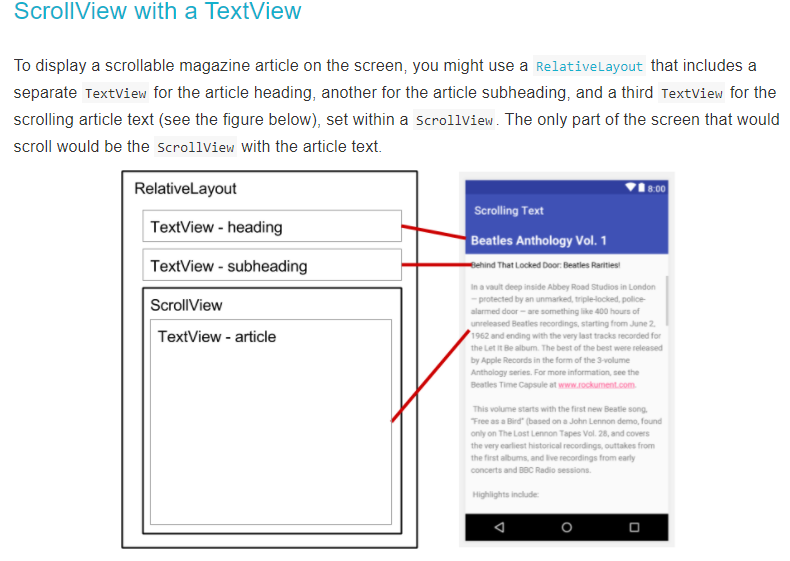 ScrollView with a TextView
To display a scrollable magazine article on the screen, you might use a RelativeLayout that includes a
separate TextView for the article heading, another for the article subheading, and a third TextView for the
scrolling article text (see the figure below), set within a ScrollView. The only part of the screen that would
scroll would be the ScrollView with the article text.
RelativeLayout
TextView - heading
TextView - subheading
ScrollView
TextView - article
8:00
Scrolling Text
Beatles Anthology Vol. 1
Behind That Locked Door: Beatles Rarities!
In a vault deep inside Abbey Road Studios in London
— protected by an unmarked, triple-locked, police-
alarmed door — are something like 400 hours of
unreleased Beatles recordings, starting from June 2,
1962 and ending with the very last tracks recorded for
the Let It Be album. The best of the best were released
by Apple Records in the form of the 3-volume
Anthology series. For more information, see the
Beatles Time Capsule at www.rockument.com.
This volume starts with the first new Beatle song,
"Free as a Bird" (based on a John Lennon demo, found
only on The Lost Lennon Tapes Vol. 28, and covers
the very earliest historical recordings, outtakes from
the first albums, and live recordings from early
concerts and BBC Radio sessions.
Highlights include: